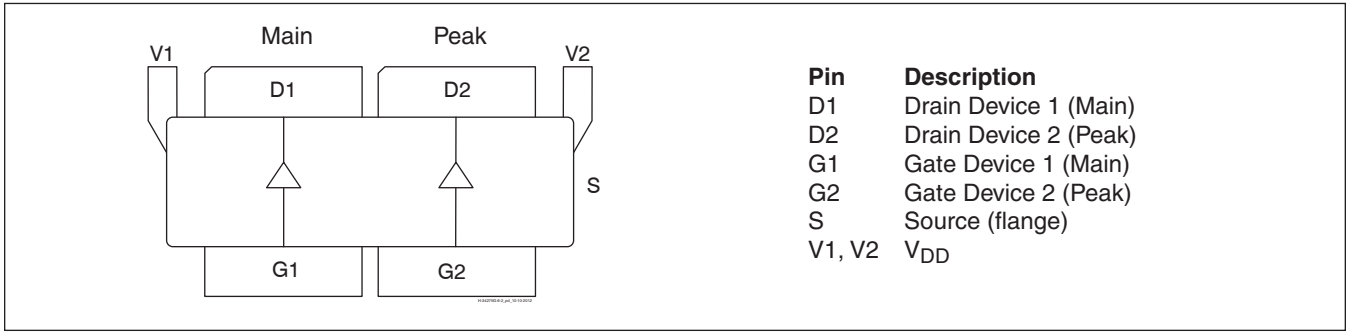 Main Peak
V1 V2
D1 D2
S
G1 G2
Pin Description
D1 Drain Device 1 (Main)
D2 Drain Device 2 (Peak)
G1 Gate Device 1 (Main)
G2 Gate Device 2 (Peak)
S Source (flange)
V1, V2 VDD